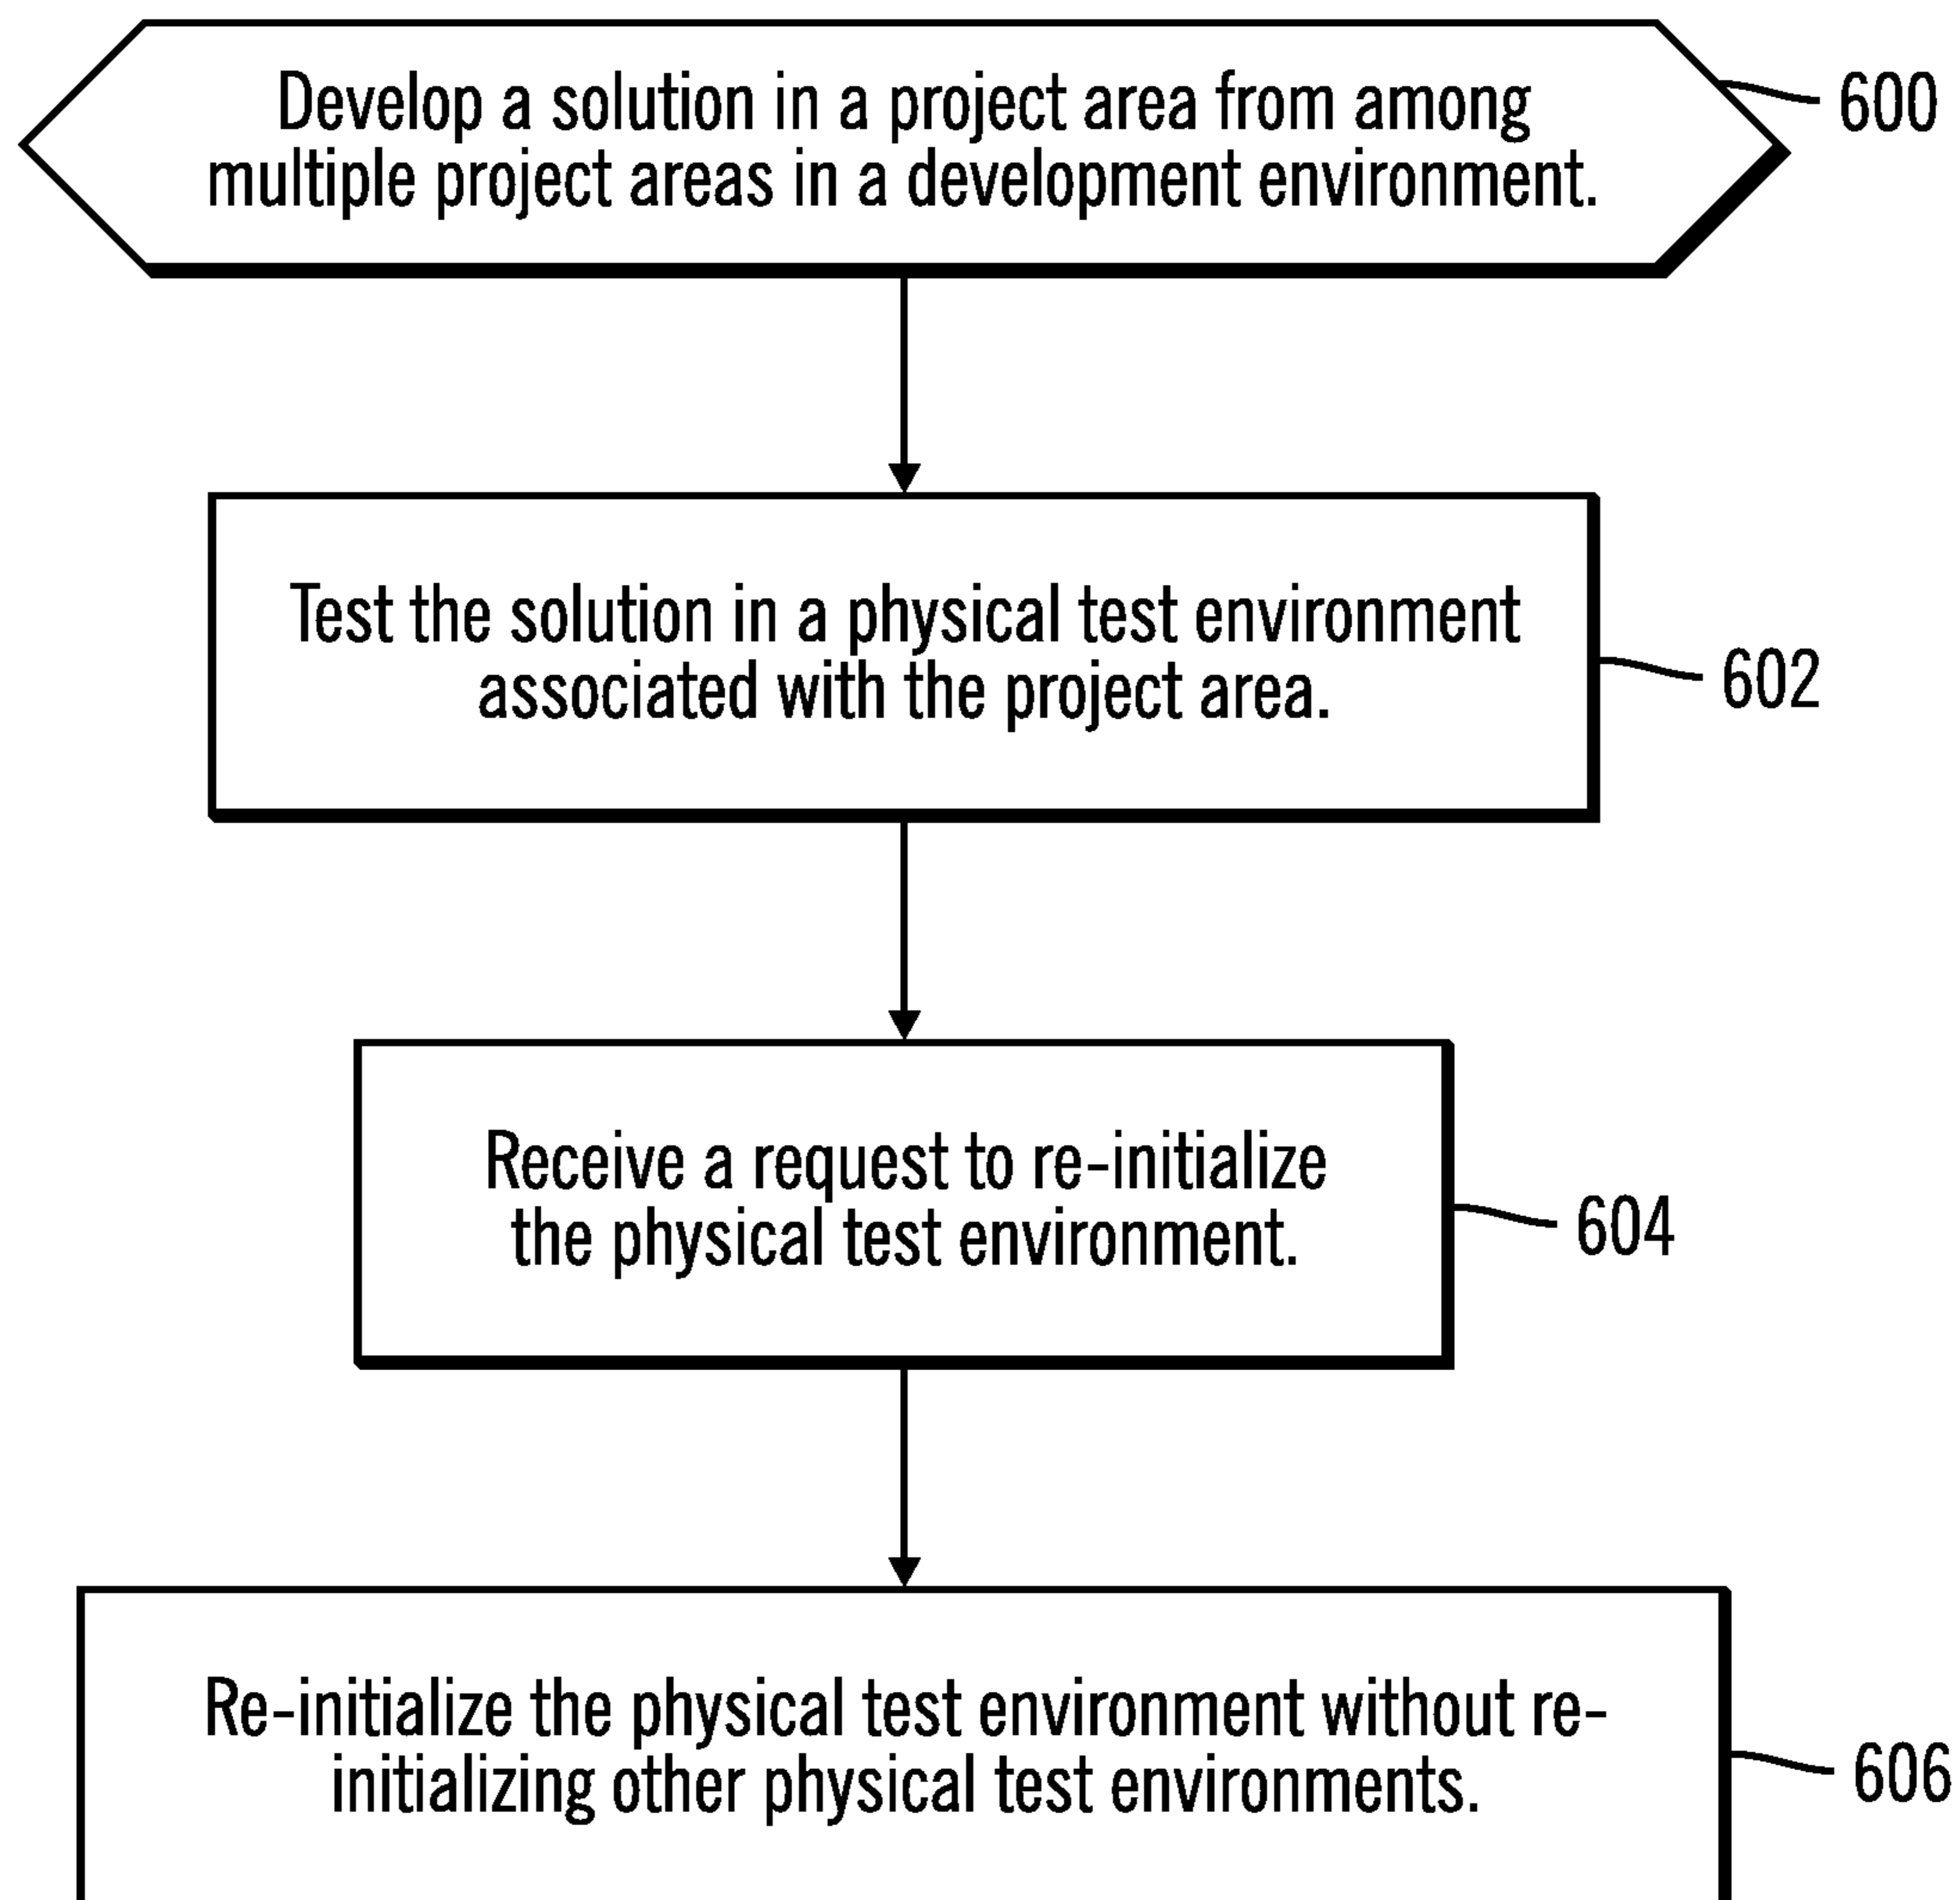 Develop a solution in a project area from among
multiple project areas in a development environment.
600
Test the solution in a physical test environment
associated with the project area.
602
Receive a request to re-initialize
the physical test environment.
604
Re-initialize the physical test environment without re-
initializing other physical test environments.
606